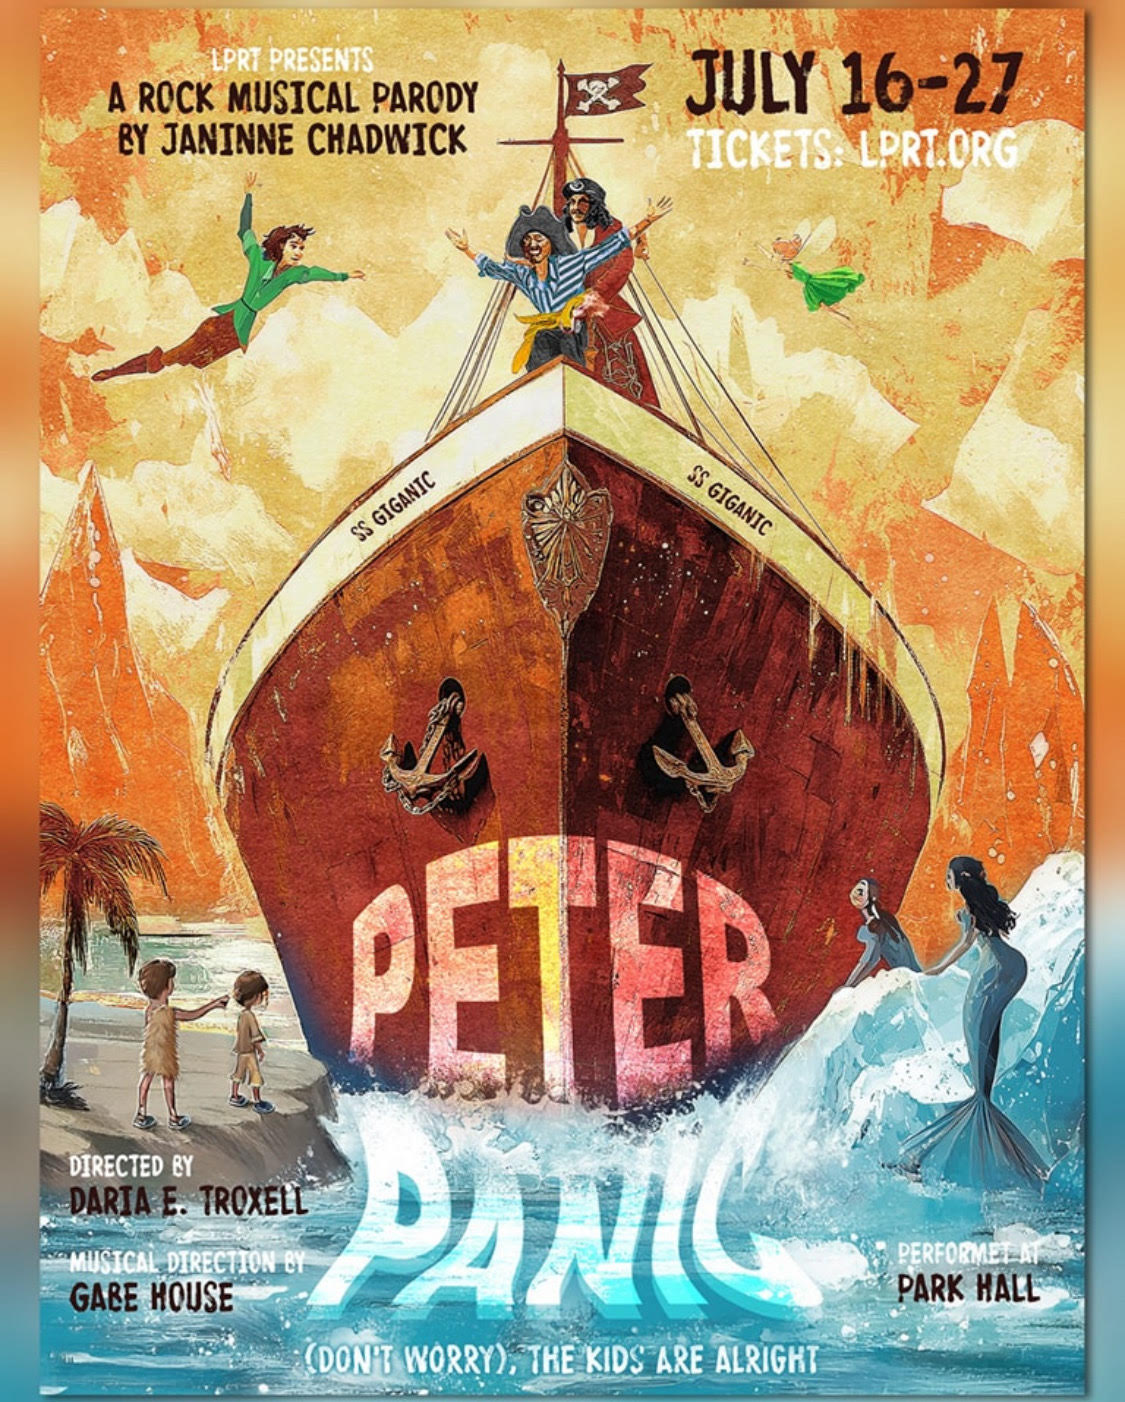 LPRT PRESENTS
A ROCK MUSICAL PARODY
BY JANINNE CHADWICK
JULY 16-27
TICKETS: LPRT.ORG
SS GIGANIC
SS GIGANIC
PETER
PANIC
DIRECTED BY
DARIA E. TROXELL
MUSICAL DIRECTION BY
GABE HOUSE
PERFORMET AT
PARK HALL
(DON'T WORRY), THE KIDS ARE ALRIGHT